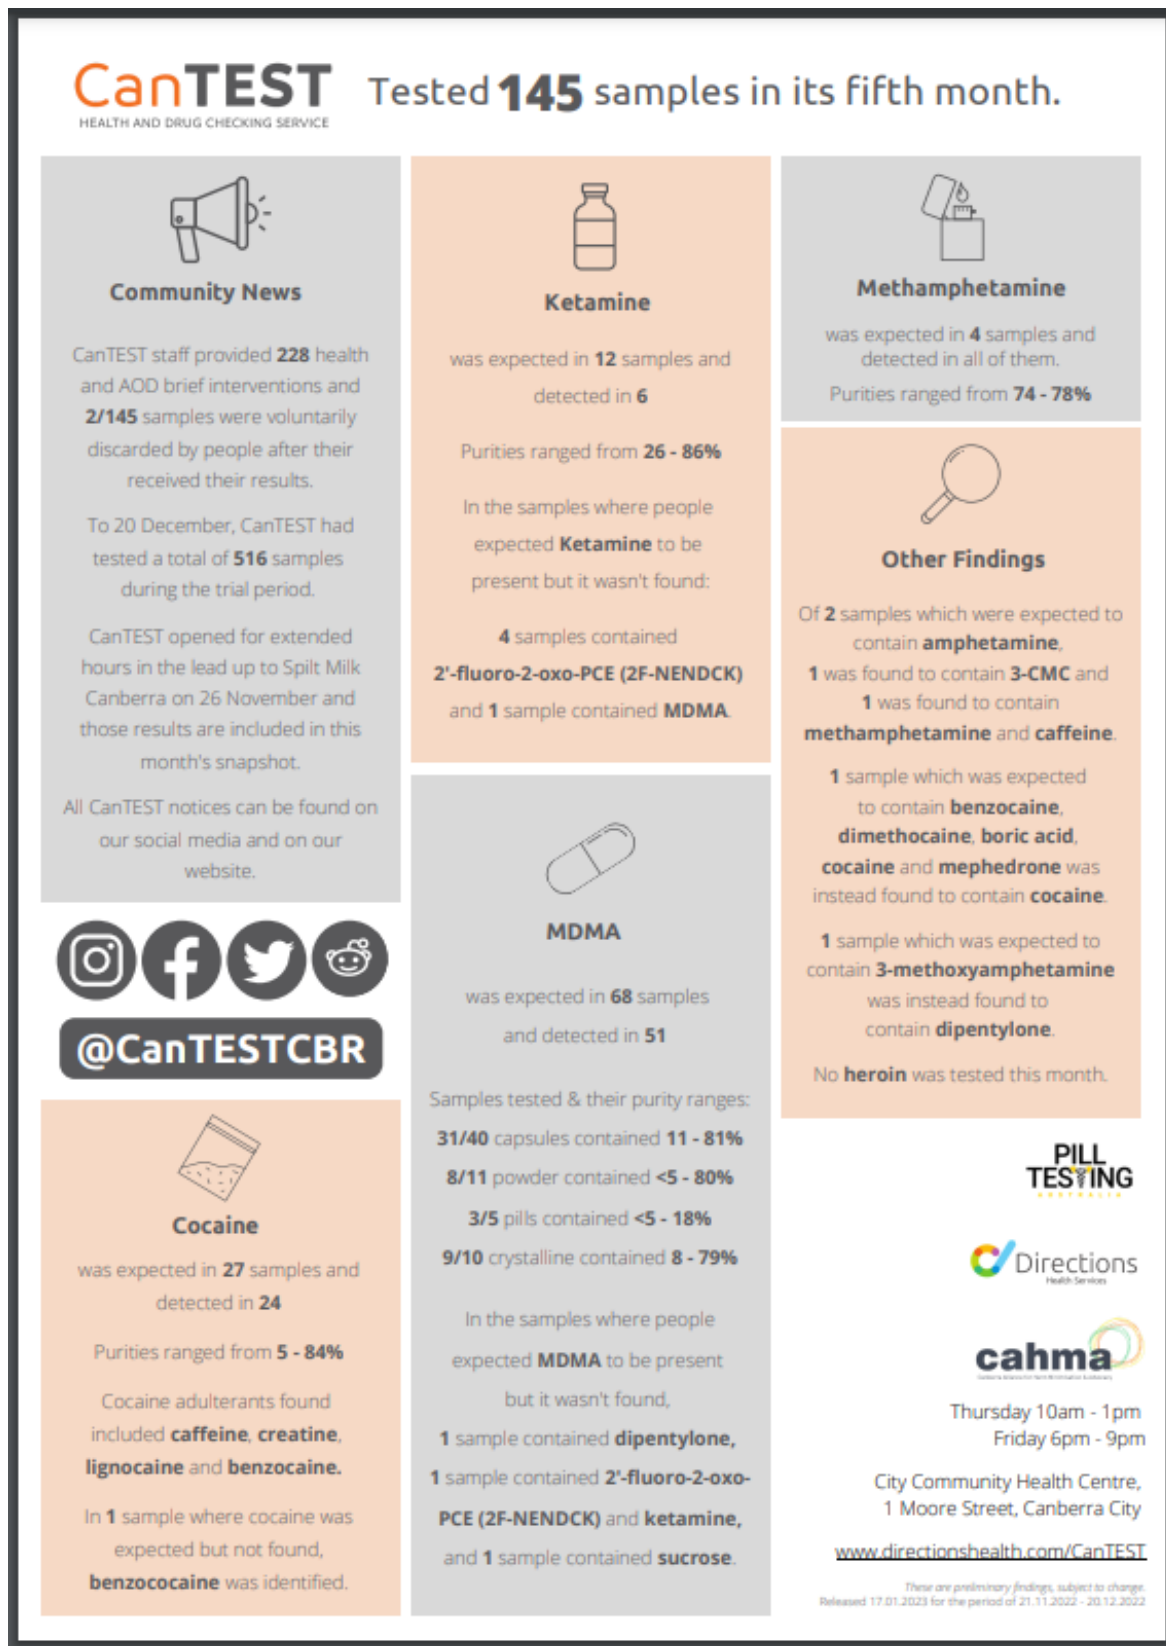 CanTEST
HEALTH AND DRUG CHECKING SERVICE
Tested 145 samples in its fifth month.
Community News
CanTEST staff provided 228 health
and AOD brief interventions and
2/145 samples were voluntarily
discarded by people after their
received their results.
To 20 December, CanTEST had
tested a total of 516 samples
during the trial period.
CanTEST opened for extended
hours in the lead up to Spilt Milk
Canberra on 26 November and
those results are included in this
month's snapshot.
All CanTEST notices can be found on
our social media and on our
website.
@CanTESTCBR
Cocaine
was expected in 27 samples and
detected in 24
Purities ranged from 5 - 84%
Cocaine adulterants found
included caffeine, creatine,
lignocaine and benzocaine.
In 1 sample where cocaine was
expected but not found,
benzococaine was identified.
Ketamine
was expected in 12 samples and
detected in 6
Purities ranged from 26 - 86%
In the samples where people
expected Ketamine to be
present but it wasn't found:
4 samples contained
2'-fluoro-2-oxo-PCE (2F-NENDCK)
and 1 sample contained MDMA.
MDMA
was expected in 68 samples
and detected in 51
Samples tested & their purity ranges:
31/40 capsules contained 11 - 81%
8/11 powder contained <5 - 80%
3/5 pills contained <5 - 18%
9/10 crystalline contained 8 - 79%
In the samples where people
expected MDMA to be present
but it wasn't found,
1 sample contained dipentylone,
1 sample contained 2'-fluoro-2-oxo-
PCE (2F-NENDCK) and ketamine,
and 1 sample contained sucrose.
Methamphetamine
was expected in 4 samples and
detected in all of them.
Purities ranged from 74 - 78%
Other Findings
Of 2 samples which were expected to
contain amphetamine,
1 was found to contain 3-CMC and
1 was found to contain
methamphetamine and caffeine.
1 sample which was expected
to contain benzocaine,
dimethocaine, boric acid,
cocaine and mephedrone was
instead found to contain cocaine.
1 sample which was expected to
contain 3-methoxyamphetamine
was instead found to
contain dipentylone.
No heroin was tested this month.
PILL
TESTING
AUSTRALIA
Directions
Health Services
cahma
Thursday 10am - 1pm
Friday 6pm - 9pm
City Community Health Centre,
1 Moore Street, Canberra City
www.directionshealth.com/CanTEST
These are preliminary findings, subject to change.
Released 17.01.2023 for the period of 21.11.2022 - 20.12.2022